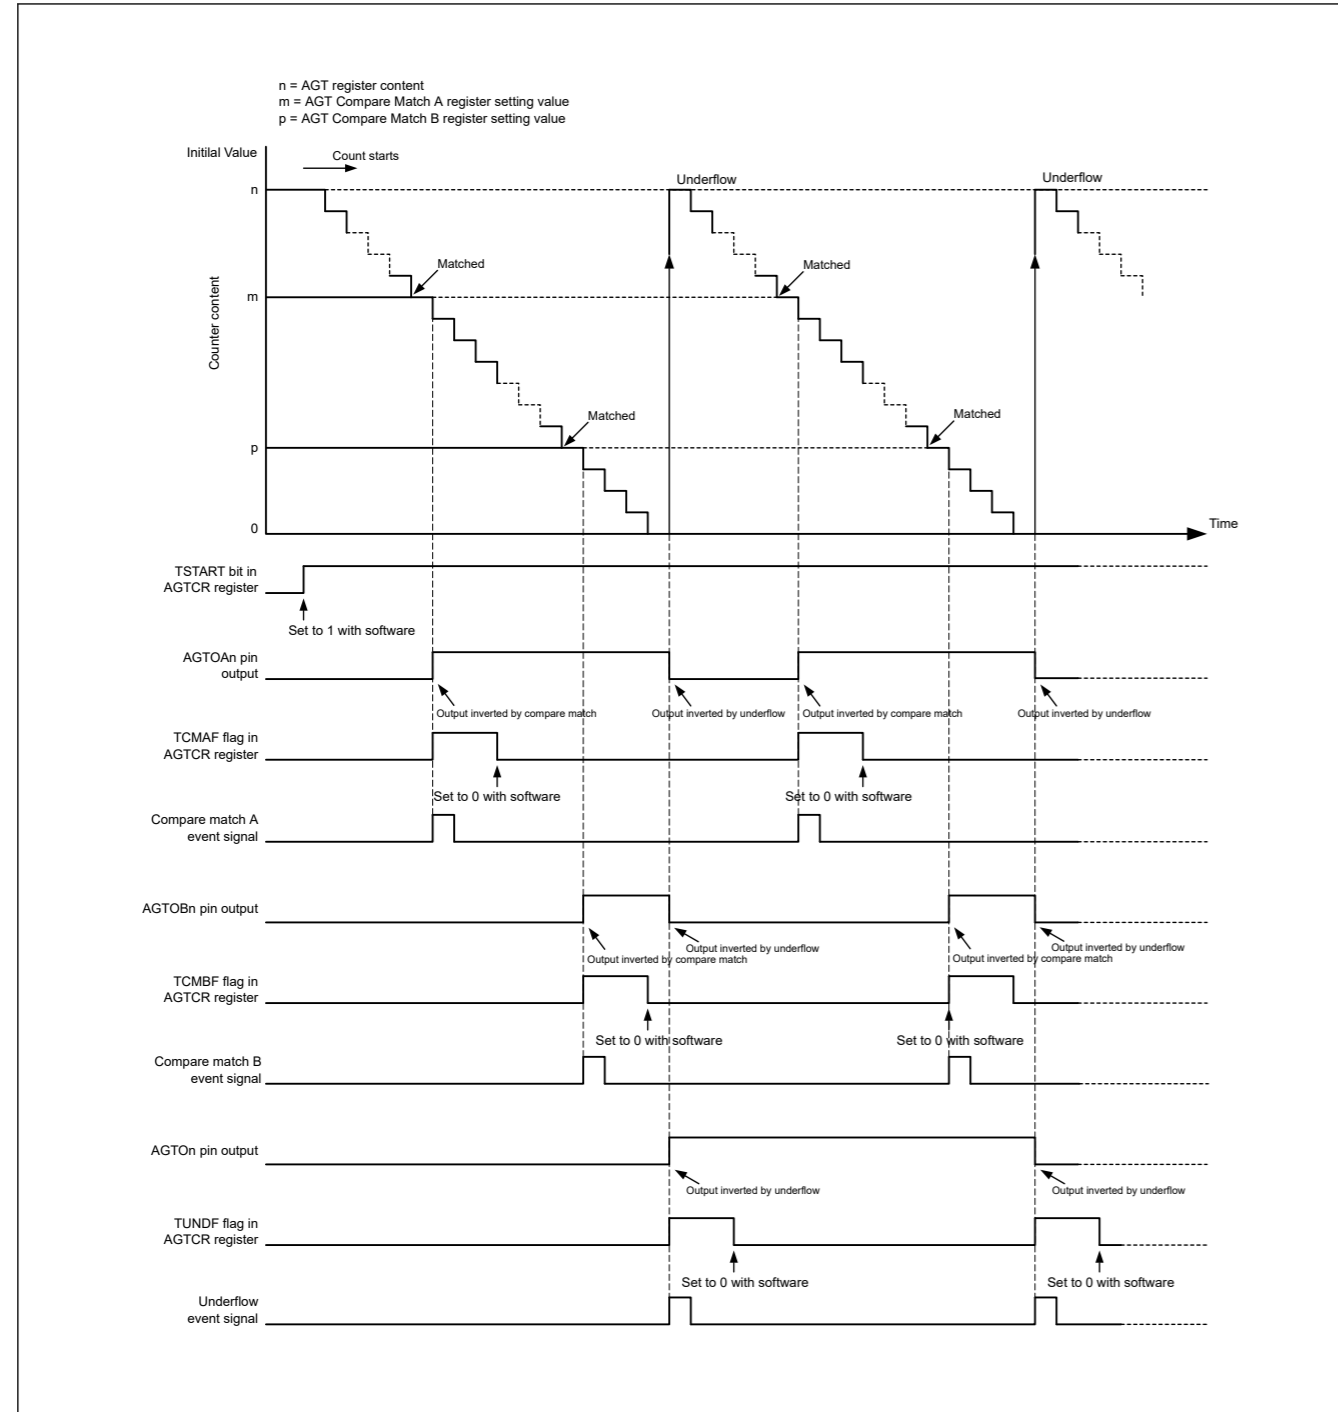 n = AGT register content
m = AGT Compare Match A register setting value
p = AGT Compare Match B register setting value
Initilal Value
Count starts
Underflow
Underflow
n
Matched
Matched
m
Counter content
Matched
Matched
p
0
Time
TSTART bit in
AGTCR register
Set to 1 with software
AGTOAn pin
output
Output inverted by compare match
Output inverted by underflow
Output inverted by compare match
Output inverted by underflow
TCMAF flag in
AGTCR register
Set to 0 with software
Set to 0 with software
Compare match A
event signal
AGTOBn pin output
Output inverted by compare match
Output inverted by underflow
Output inverted by compare match
Output inverted by underflow
TCMBF flag in
AGTCR register
Set to 0 with software
Set to 0 with software
Compare match B
event signal
AGTOn pin output
Output inverted by underflow
Output inverted by underflow
TUNDF flag in
AGTCR register
Set to 0 with software
Set to 0 with software
Underflow
event signal